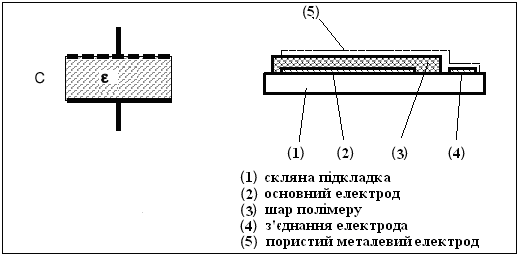 (5)
C
ε
(1) (2) (3) (4)
(1) скляна підкладка
(2) основний електрод
(3) шар полімеру
(4) з'єднання електрода
(5) пористий металевий електрод